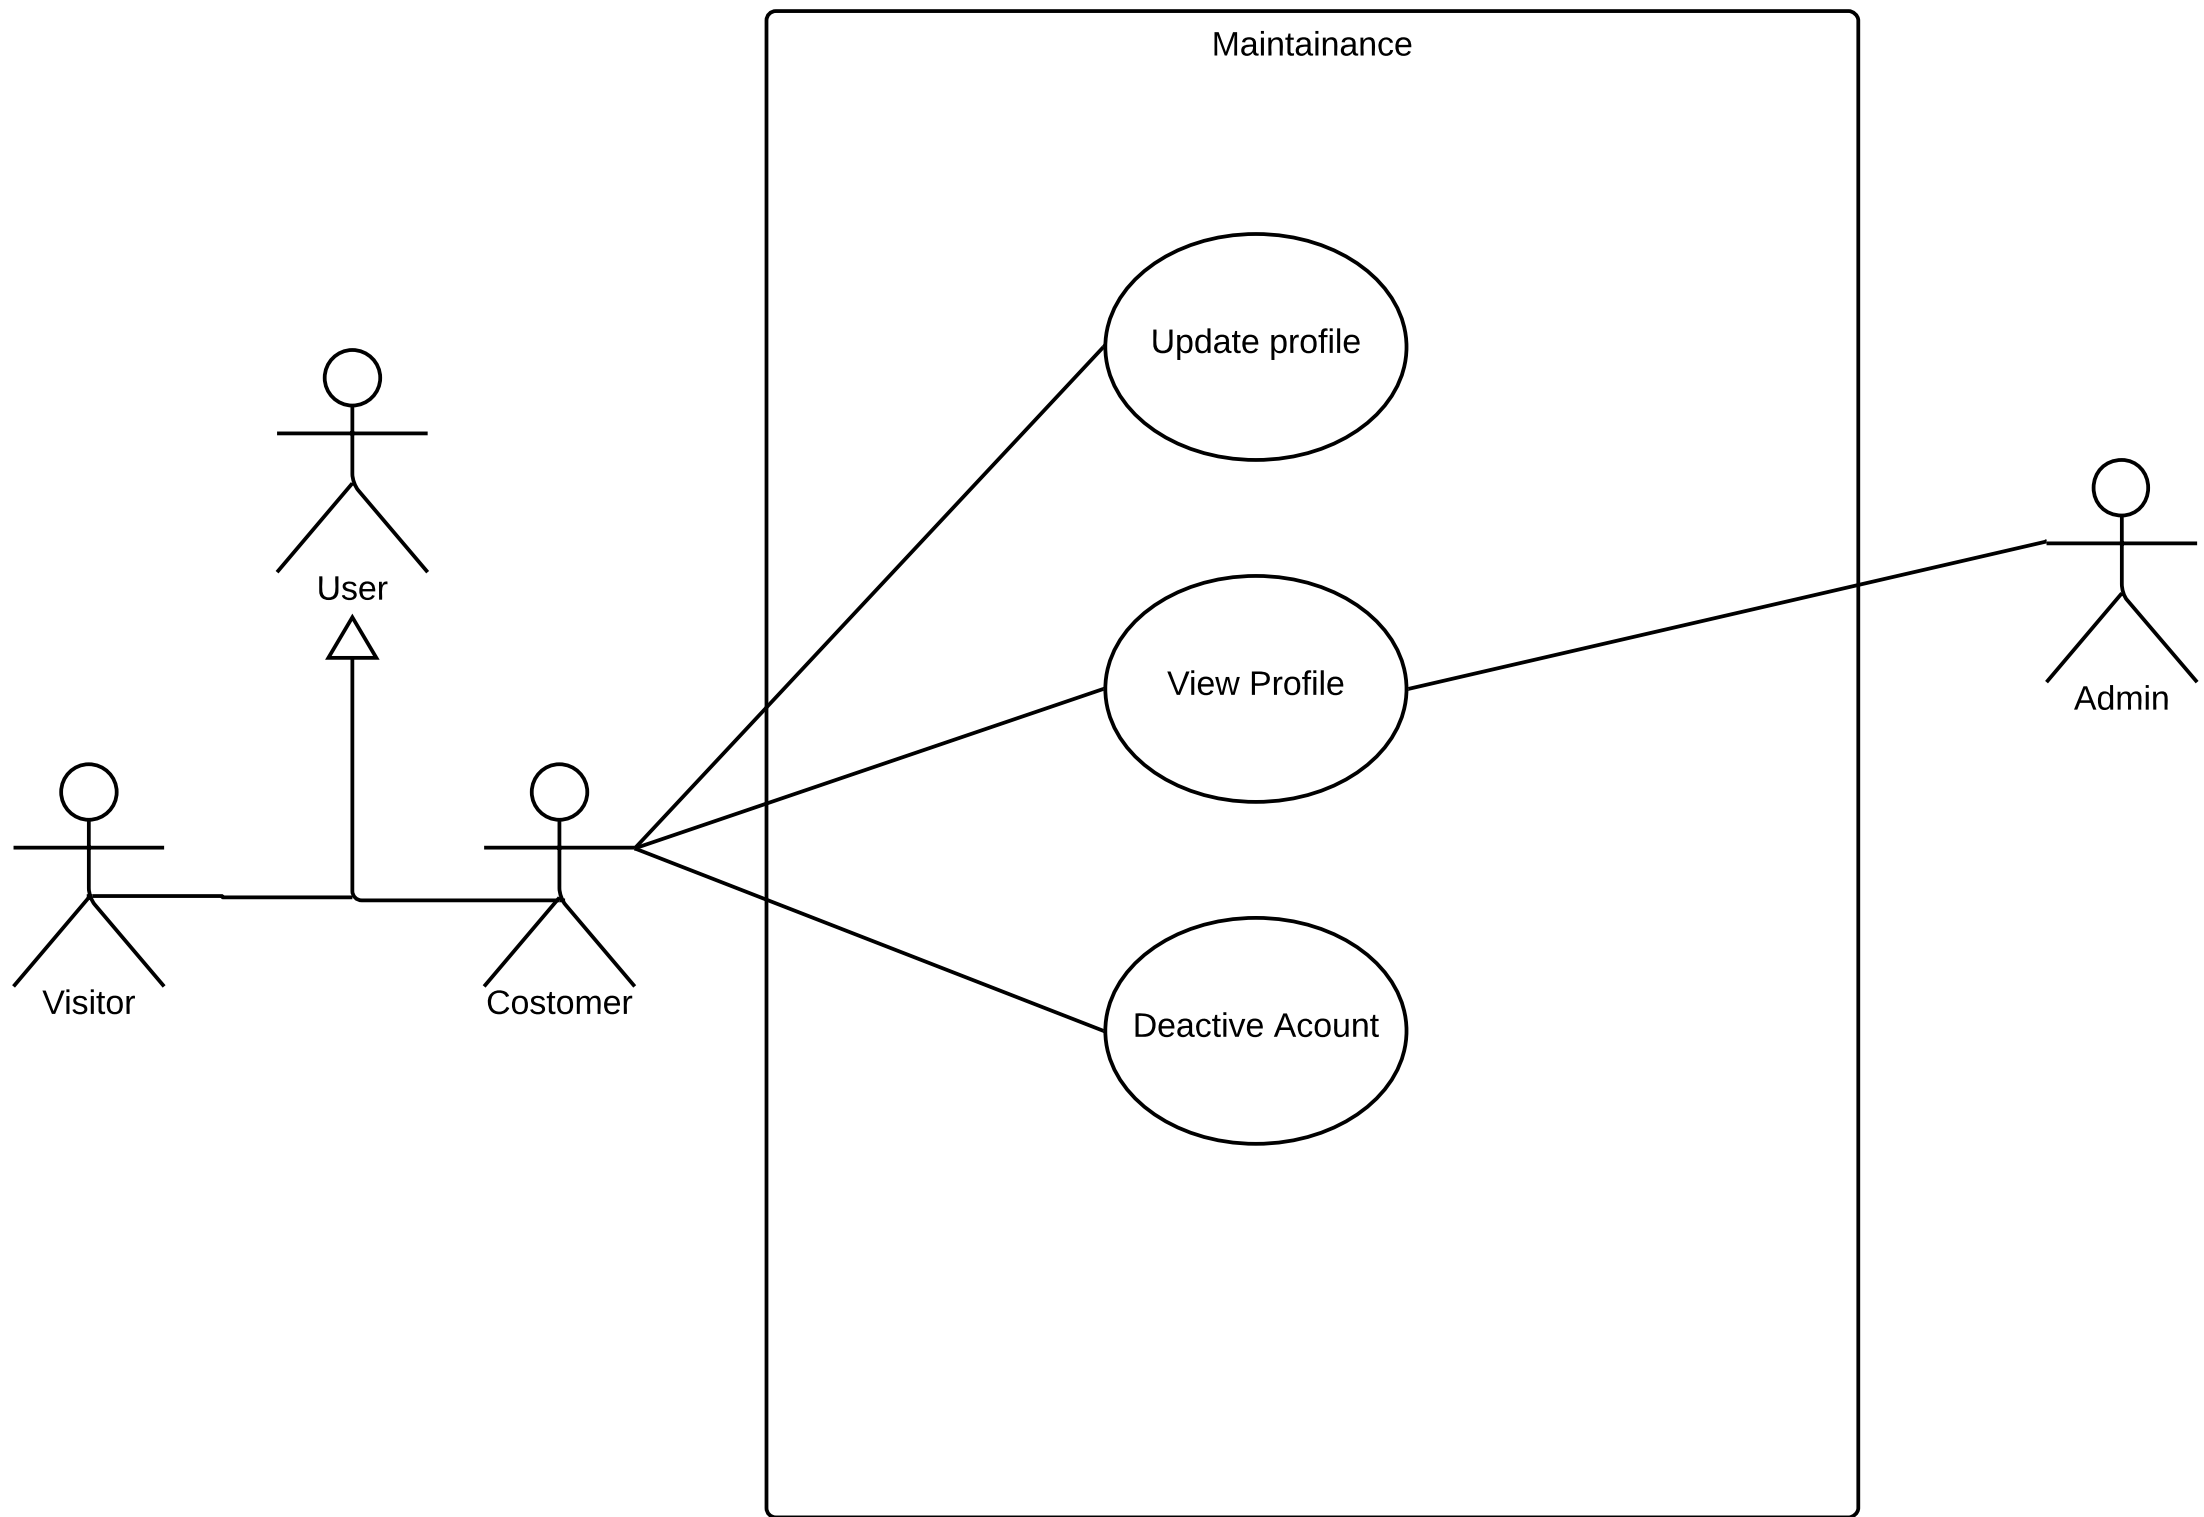 Maintainance
Update profile
User
View Profile
Admin
Visitor
Costomer
Deactive Acount